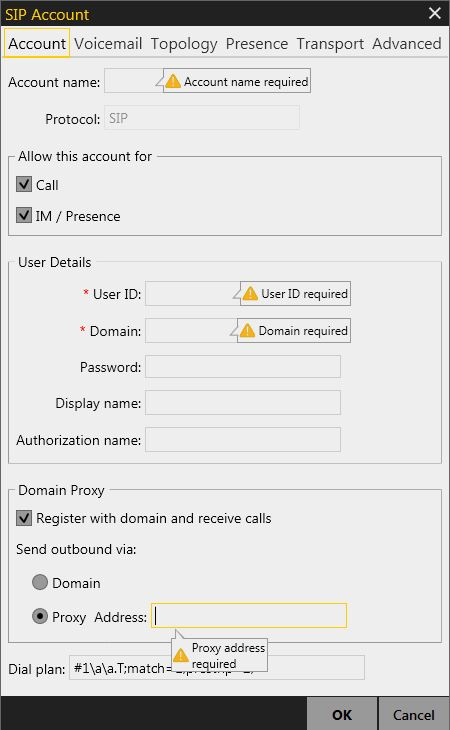 SIP Account
Account Voicemail Topology Presence Transport Advanced
Account name: Account name required
Protocol: SIP
Allow this account for
Call
IM / Presence
User Details
* User ID: User ID required
* Domain: Domain required
Password:
Display name:
Authorization name:
Domain Proxy
Register with domain and receive calls
Send outbound via:
Domain
Proxy Address:
Proxy address
required
Dial plan: #1\a\a.T;match=
OK Cancel